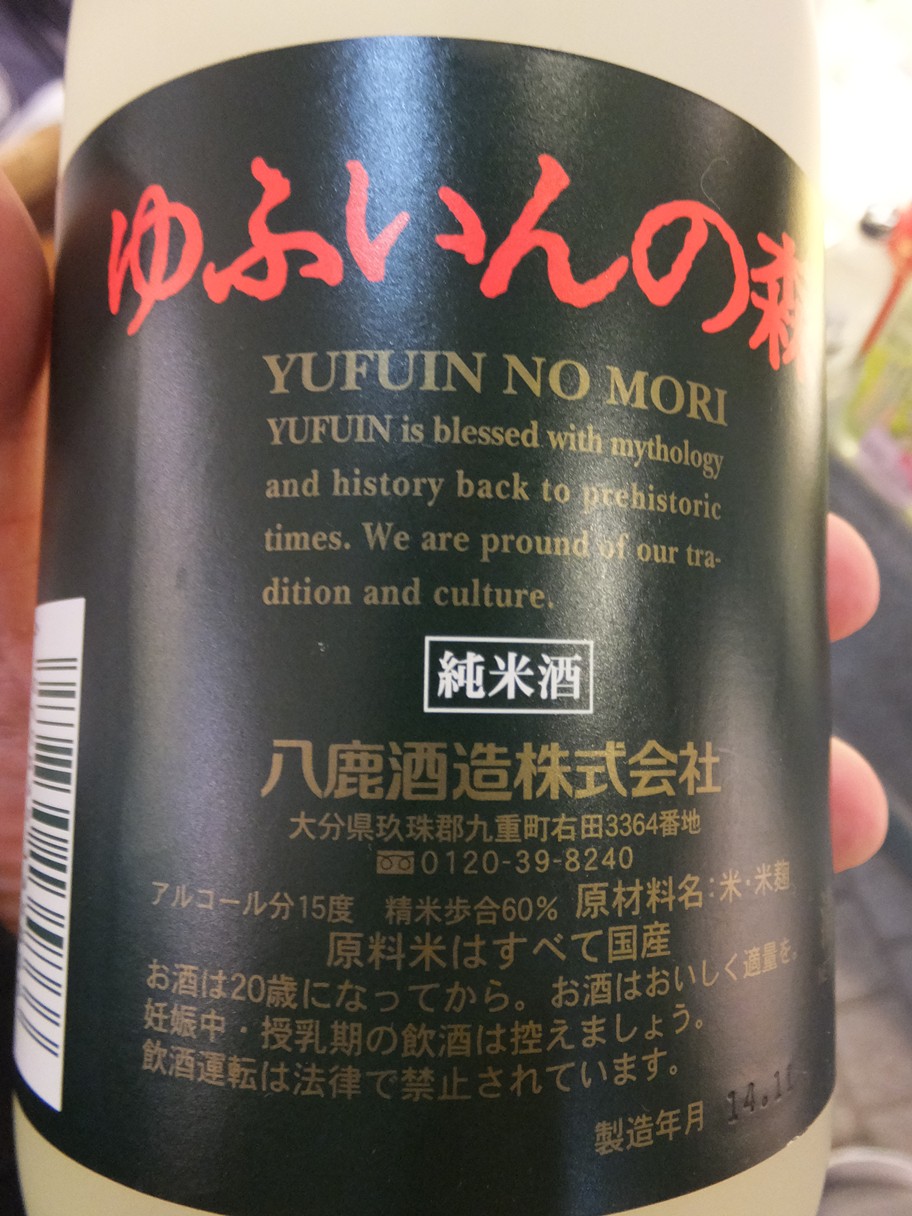 ゆふいんの森
YUFUIN NO MORI
YUFUIN is blessed with mythology
and history back to prehistoric
times. We are pround of our tra-
dition and culture.
純米酒
八鹿酒造株式会社
大分県玖珠郡九重町右田3364番地
0120-39-8240
アルコール分15度 精米歩合60% 原材料名:米・米麹
原料米はすべて国産
お酒は20歳になってから。お酒はおいしく適量を。
妊娠中・授乳期の飲酒は控えましょう。
飲酒運転は法律で禁止されています。
製造年月